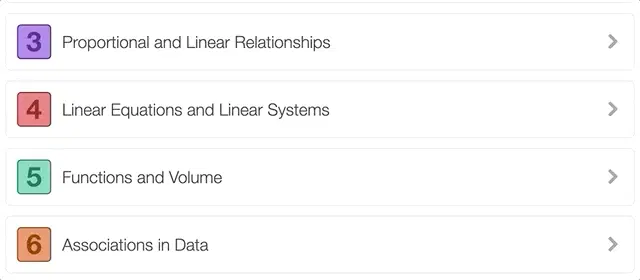 3 Proportional and Linear Relationships
4 Linear Equations and Linear Systems
5 Functions and Volume
6 Associations in Data